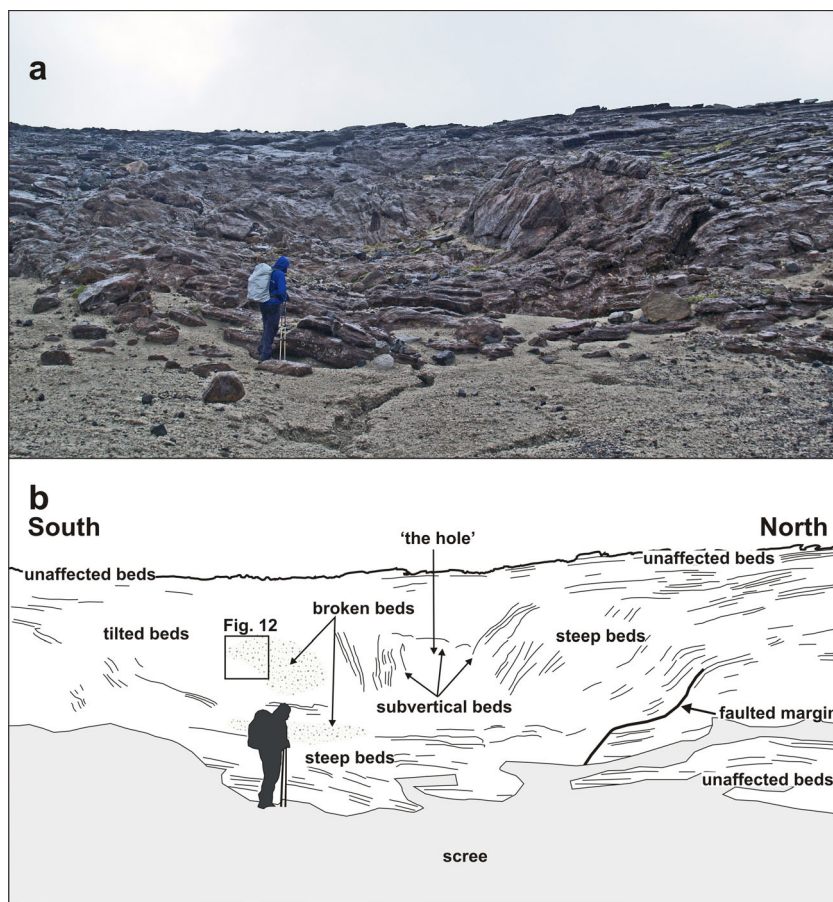 a
b
South
North
'the hole'
unaffected beds
unaffected beds
Fig. 12
broken beds
tilted beds
steep beds
subvertical beds
faulted margin
steep beds
unaffected beds
scree